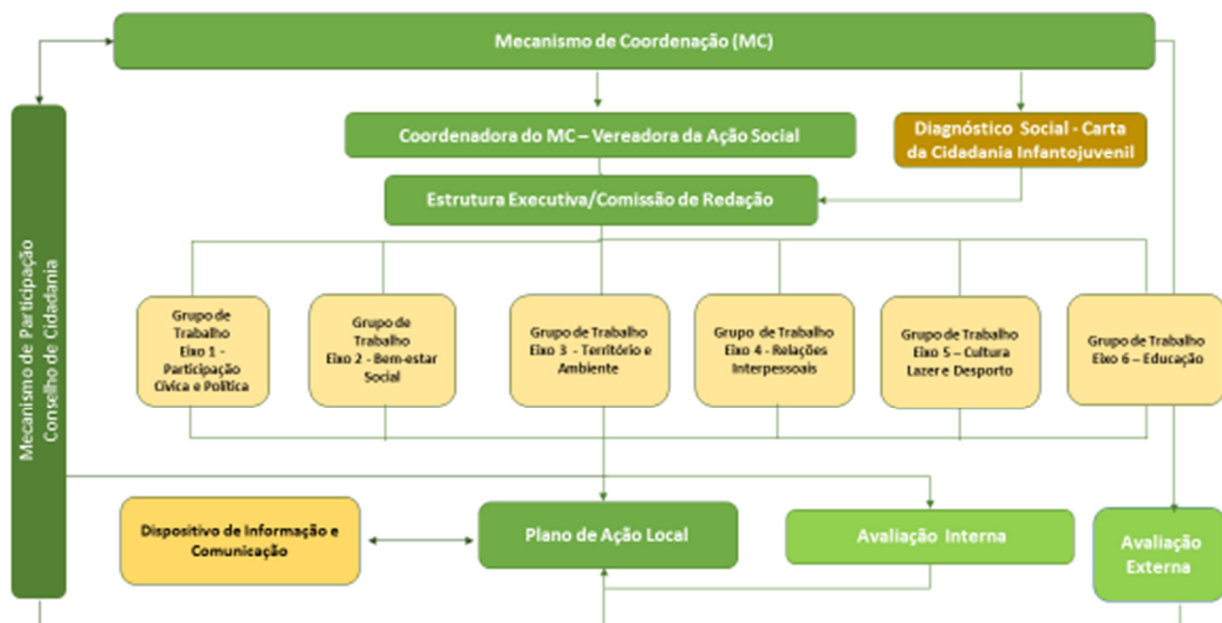 Mecanismo de Coordenação (MC)
Coordenadora do MC – Vereadora da Ação Social
Diagnóstico Social - Carta
da Cidadania Infantojuvenil
Estrutura Executiva/Comissão de Redação
Mecanismo de Participação
Conselho de Cidadania
Grupo de
Trabalho
Eixo 1 -
Participação
Cívica e Política
Grupo de
Trabalho
Eixo 2 - Bem-estar
Social
Grupo de Trabalho
Eixo 3 - Território e
Ambiente
Grupo de Trabalho
Eixo 4 - Relações
Interpessoais
Grupo de Trabalho
Eixo 5 – Cultura
Lazer e Desporto
Grupo de Trabalho
Eixo 6 – Educação
Dispositivo de Informação e
Comunicação
Plano de Ação Local
Avaliação Interna
Avaliação
Externa